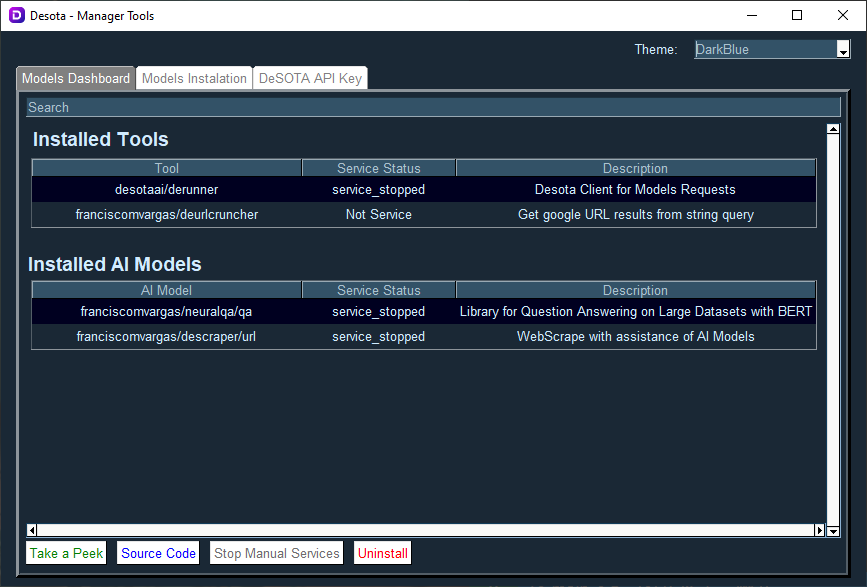 Desota - Manager Tools
Theme: DarkBlue
Models Dashboard Models Instalation DeSOTA API Key
Search
Installed Tools
Tool Service Status Description
desotaai/derunner service_stopped Desota Client for Models Requests
franciscomvargas/deurlcruncher Not Service Get google URL results from string query
Installed AI Models
AI Model Service Status Description
franciscomvargas/neuralqa/qa service_stopped Library for Question Answering on Large Datasets with BERT
franciscomvargas/descraper/url service_stopped WebScrape with assistance of AI Models
Take a Peek Source Code Stop Manual Services Uninstall